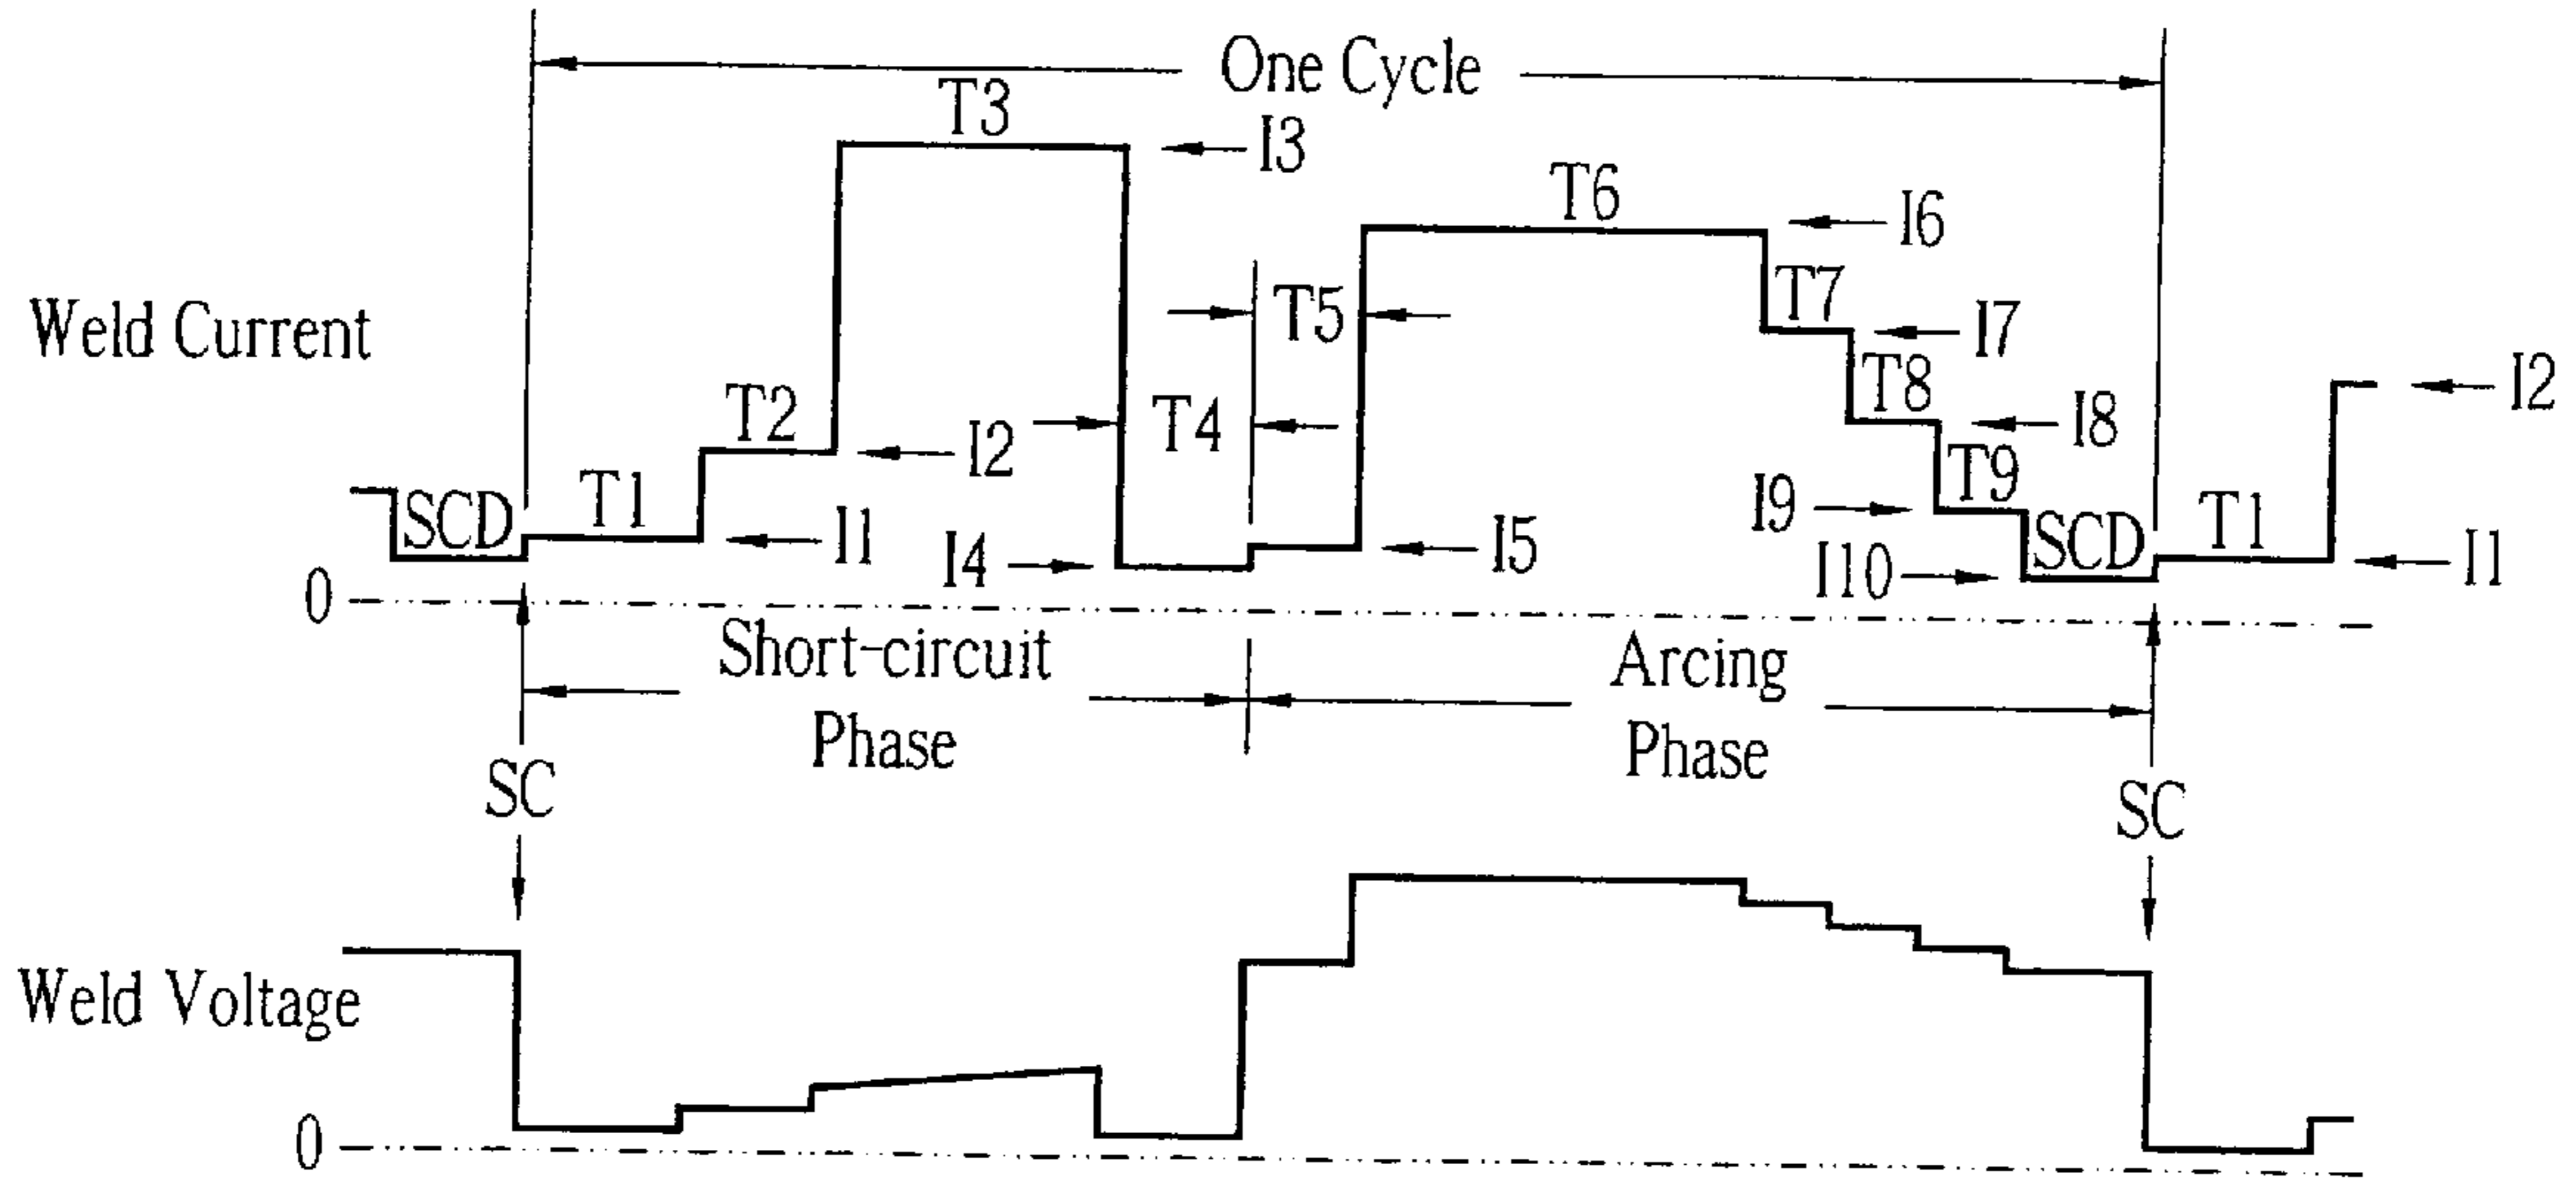 One Cycle
T3
I3
T6
I6
T5
T7
I7
Weld Current
T2
I2
T4
T8
I8
I2
SCD
T1
I1
I4
I5
I9
T9
I10
SCD
T1
I1
0
Short-circuit
Phase
Arcing
Phase
SC
SC
Weld Voltage
0